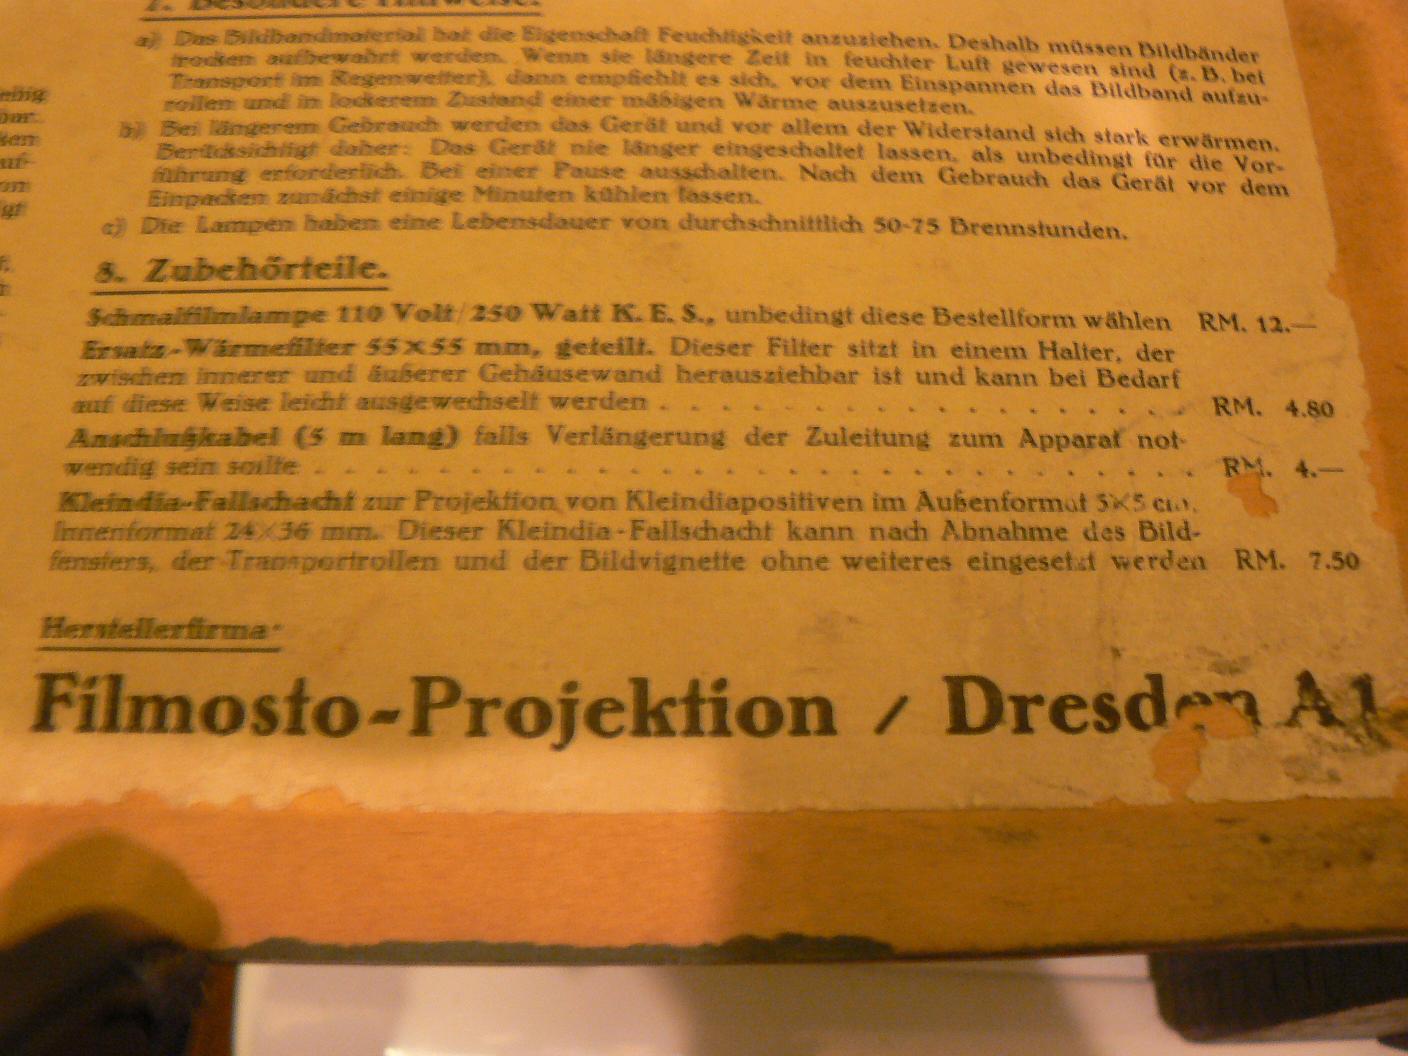 7. Besondere Hinweise.
a) Das Bildbandmaterial hat die Eigenschaft Feuchtigkeit anzuziehen. Deshalb müssen Bildbänder
trocken aufbewahrt werden. Wenn sie längere Zeit in feuchter Luft gewesen sind (z. B. bei
Transport im Regenwetter), dann empfiehlt es sich, vor dem Einspannen das Bildband aufzu-
rollen und in lockerem Zustand einer mäßigen Wärme auszusetzen.
b) Bei längerem Gebrauch werden das Gerät und vor allem der Widerstand sich stark erwärmen.
Berücksichtigt daher: Das Gerät nie länger eingeschaltet lassen, als unbedingt für die Vor-
führung erforderlich. Bei einer Pause ausschalten. Nach dem Gebrauch das Gerät vor dem
Einpacken zunächst einige Minuten kühlen lassen.
c) Die Lampen haben eine Lebensdauer von durchschnittlich 50-75 Brennstunden.
8. Zubehörteile.
Schmalfilmlampe 110 Volt/250 Watt K. E. S., unbedingt diese Bestellform wählen RM. 12.—
Ersatz-Wärmefilter 55×55 mm, geteilt. Dieser Filter sitzt in einem Halter, der
zwischen innerer und äußerer Gehäusewand herausziehbar ist und kann bei Bedarf
auf diese Weise leicht ausgewechselt werden . . . . . . . . . . . . . . . . . . RM. 4.80
Anschlußkabel (5 m lang) falls Verlängerung der Zuleitung zum Apparat not-
wendig sein sollte . . . . . . . . . . . . . . . . . . . . . . . . . . . . RM. 4.—
Kleindia-Fallschacht zur Projektion von Kleindiapositiven im Außenformat 5×5 cm,
Innenformat 24×36 mm. Dieser Kleindia-Fallschacht kann nach Abnahme des Bild-
fensters, der Transportrollen und der Bildvignette ohne weiteres eingesetzt werden RM. 7.50
Herstellerfirma:
Filmosto-Projektion / Dresden A 1